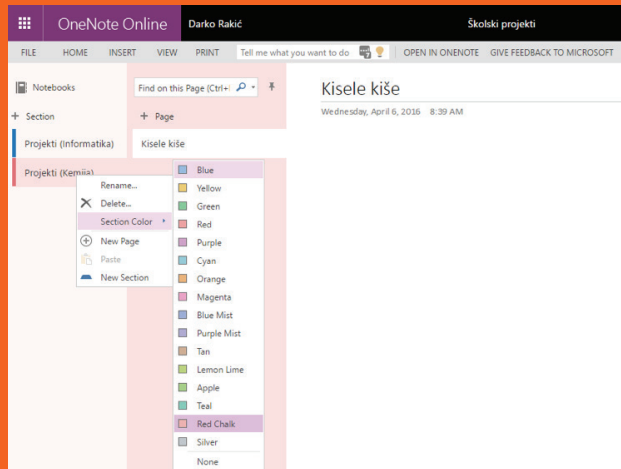 OneNote Online Darko Rakić Školski projekti
FILE HOME INSERT VIEW PRINT Tell me what you want to do OPEN IN ONENOTE GIVE FEEDBACK TO MICROSOFT
Notebooks
+ Section
Projekti (Informatika)
Projekti (Kemija)
Find on this Page (Ctrl+
+ Page
Kisele kiše
Rename...
Delete...
Section Color
New Page
Paste
New Section
Blue
Yellow
Green
Red
Purple
Cyan
Orange
Magenta
Blue Mist
Purple Mist
Tan
Lemon Lime
Apple
Teal
Red Chalk
Silver
None
Kisele kiše
Wednesday, April 6, 2016 8:39 AM